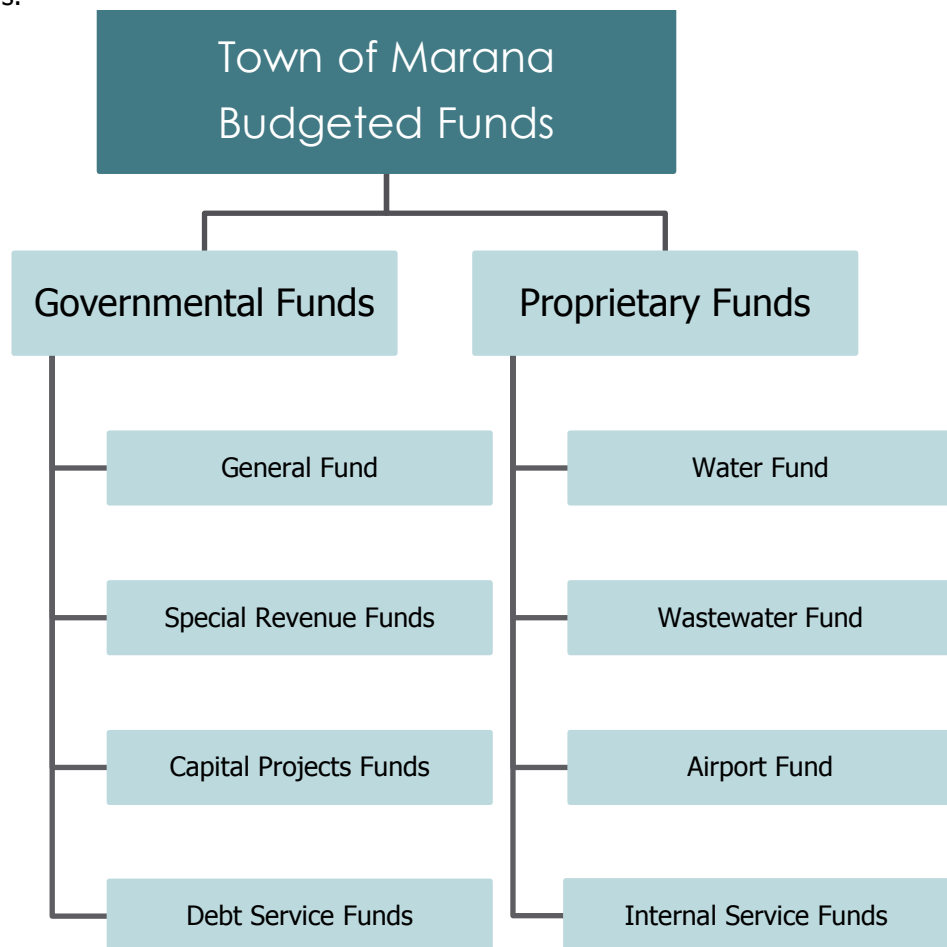 s.
Town of Marana
Budgeted Funds
Governmental Funds
Proprietary Funds
General Fund
Water Fund
Special Revenue Funds
Wastewater Fund
Capital Projects Funds
Airport Fund
Debt Service Funds
Internal Service Funds